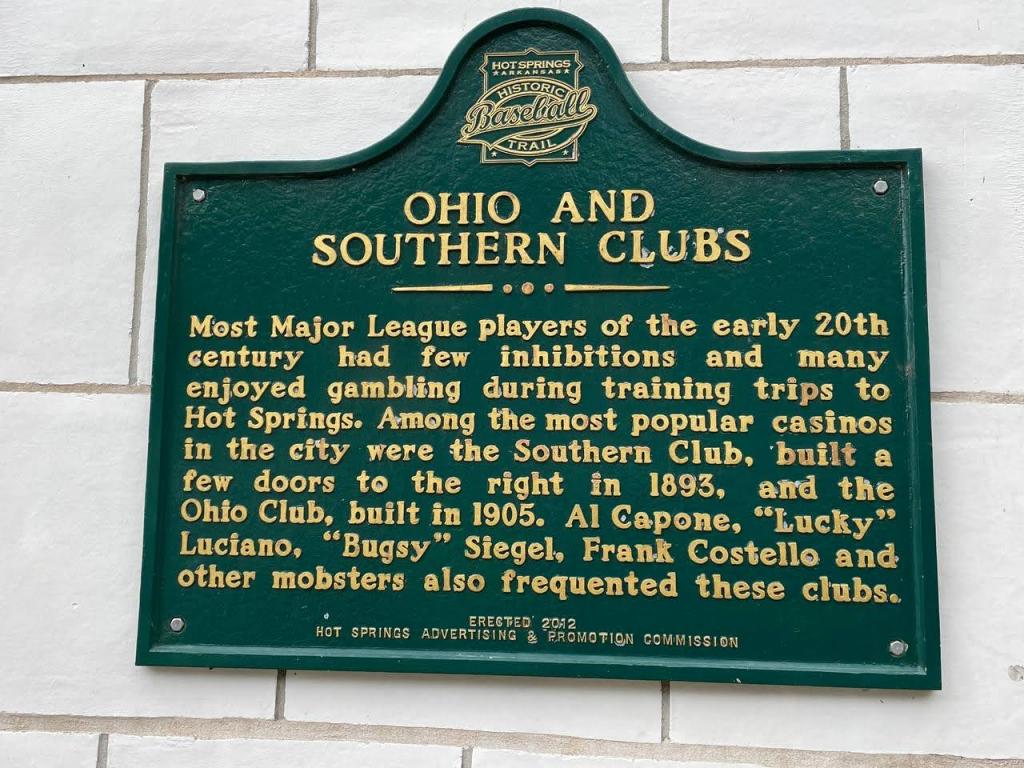 HOT SPRINGS
ARKANSAS
HISTORIC
Baseball
TRAIL
OHIO AND
SOUTHERN CLUBS
Most Major League players of the early 20th
century had few inhibitions and many
enjoyed gambling during training trips to
Hot Springs. Among the most popular casinos
in the city were the Southern Club, built a
few doors to the right in 1893, and the
Ohio Club, built in 1905. Al Capone, “Lucky”
Luciano, “Bugsy” Siegel, Frank Costello and
other mobsters also frequented these clubs.
ERECTED 2012
HOT SPRINGS ADVERTISING & PROMOTION COMMISSION